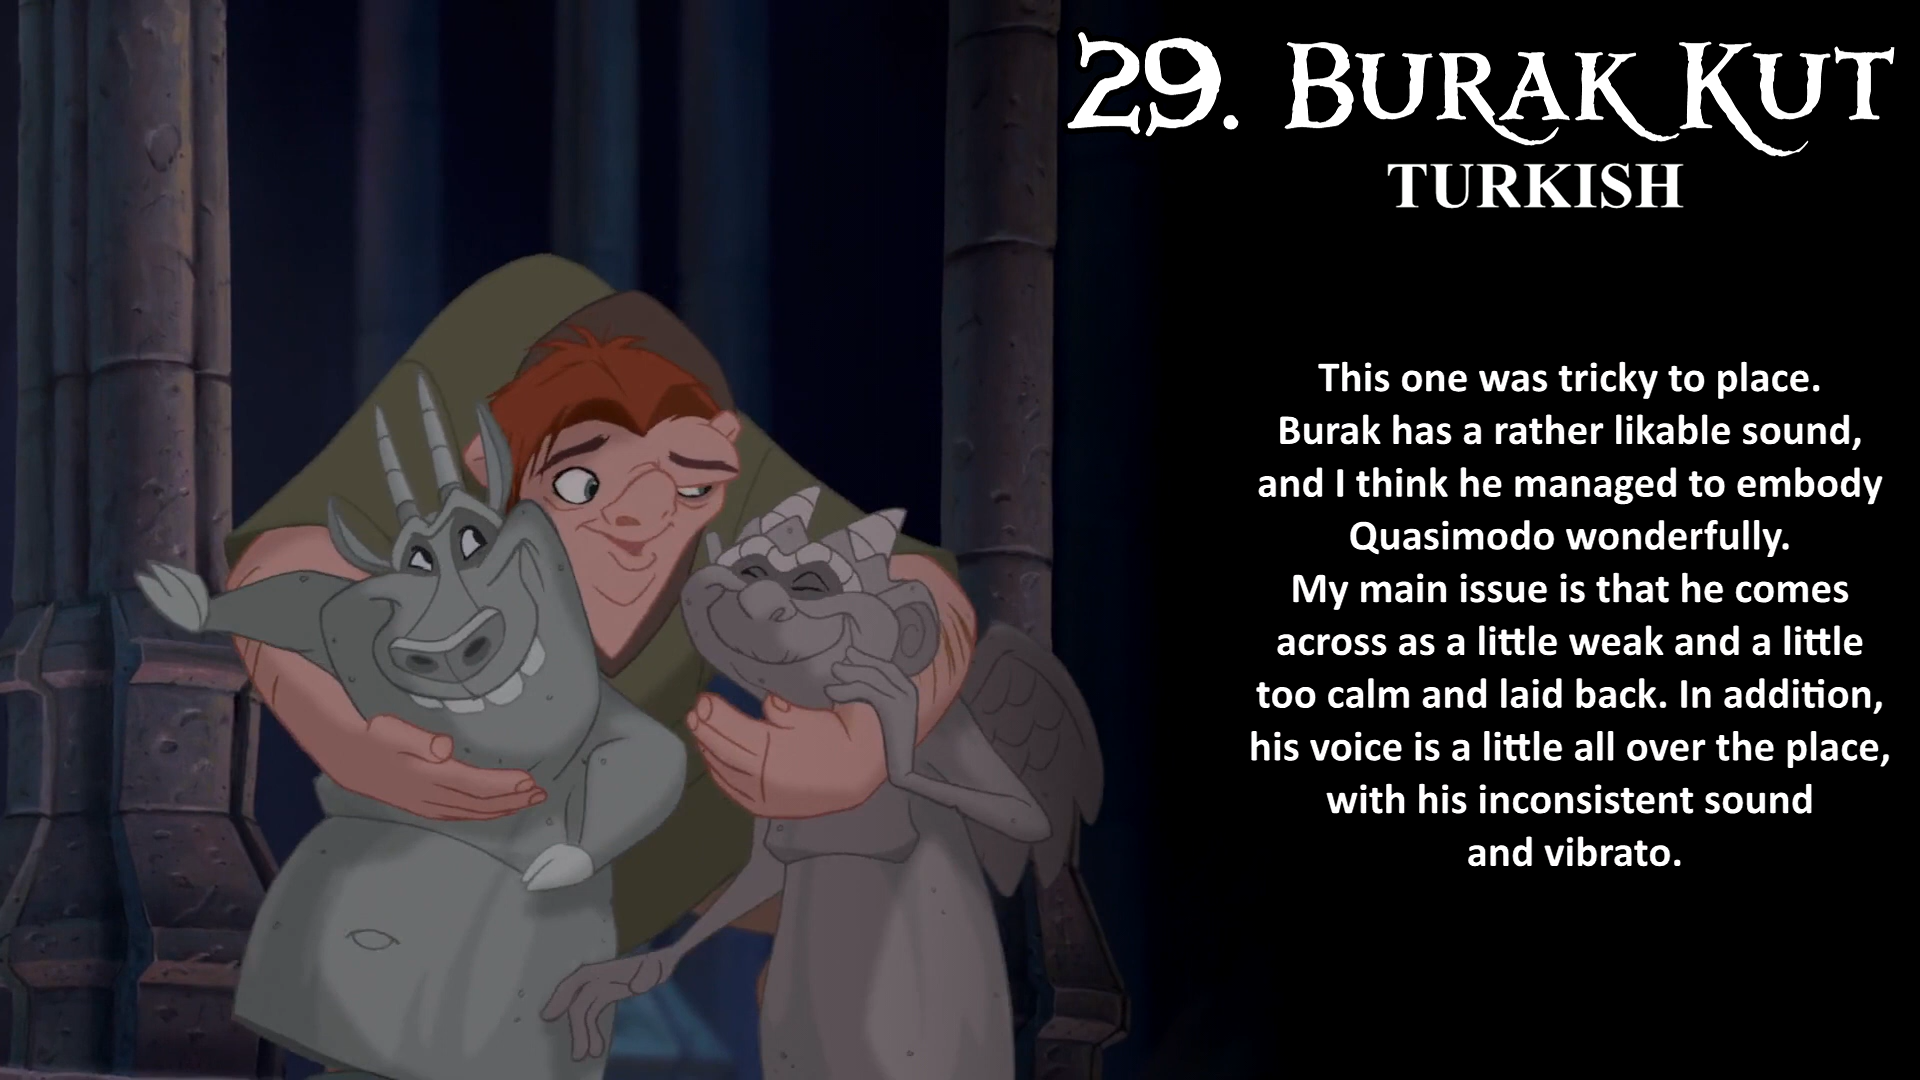 29. BURAK KUT
TURKISH
This one was tricky to place.
Burak has a rather likable sound,
and I think he managed to embody
Quasimodo wonderfully.
My main issue is that he comes
across as a little weak and a little
too calm and laid back. In addition,
his voice is a little all over the place,
with his inconsistent sound
and vibrato.